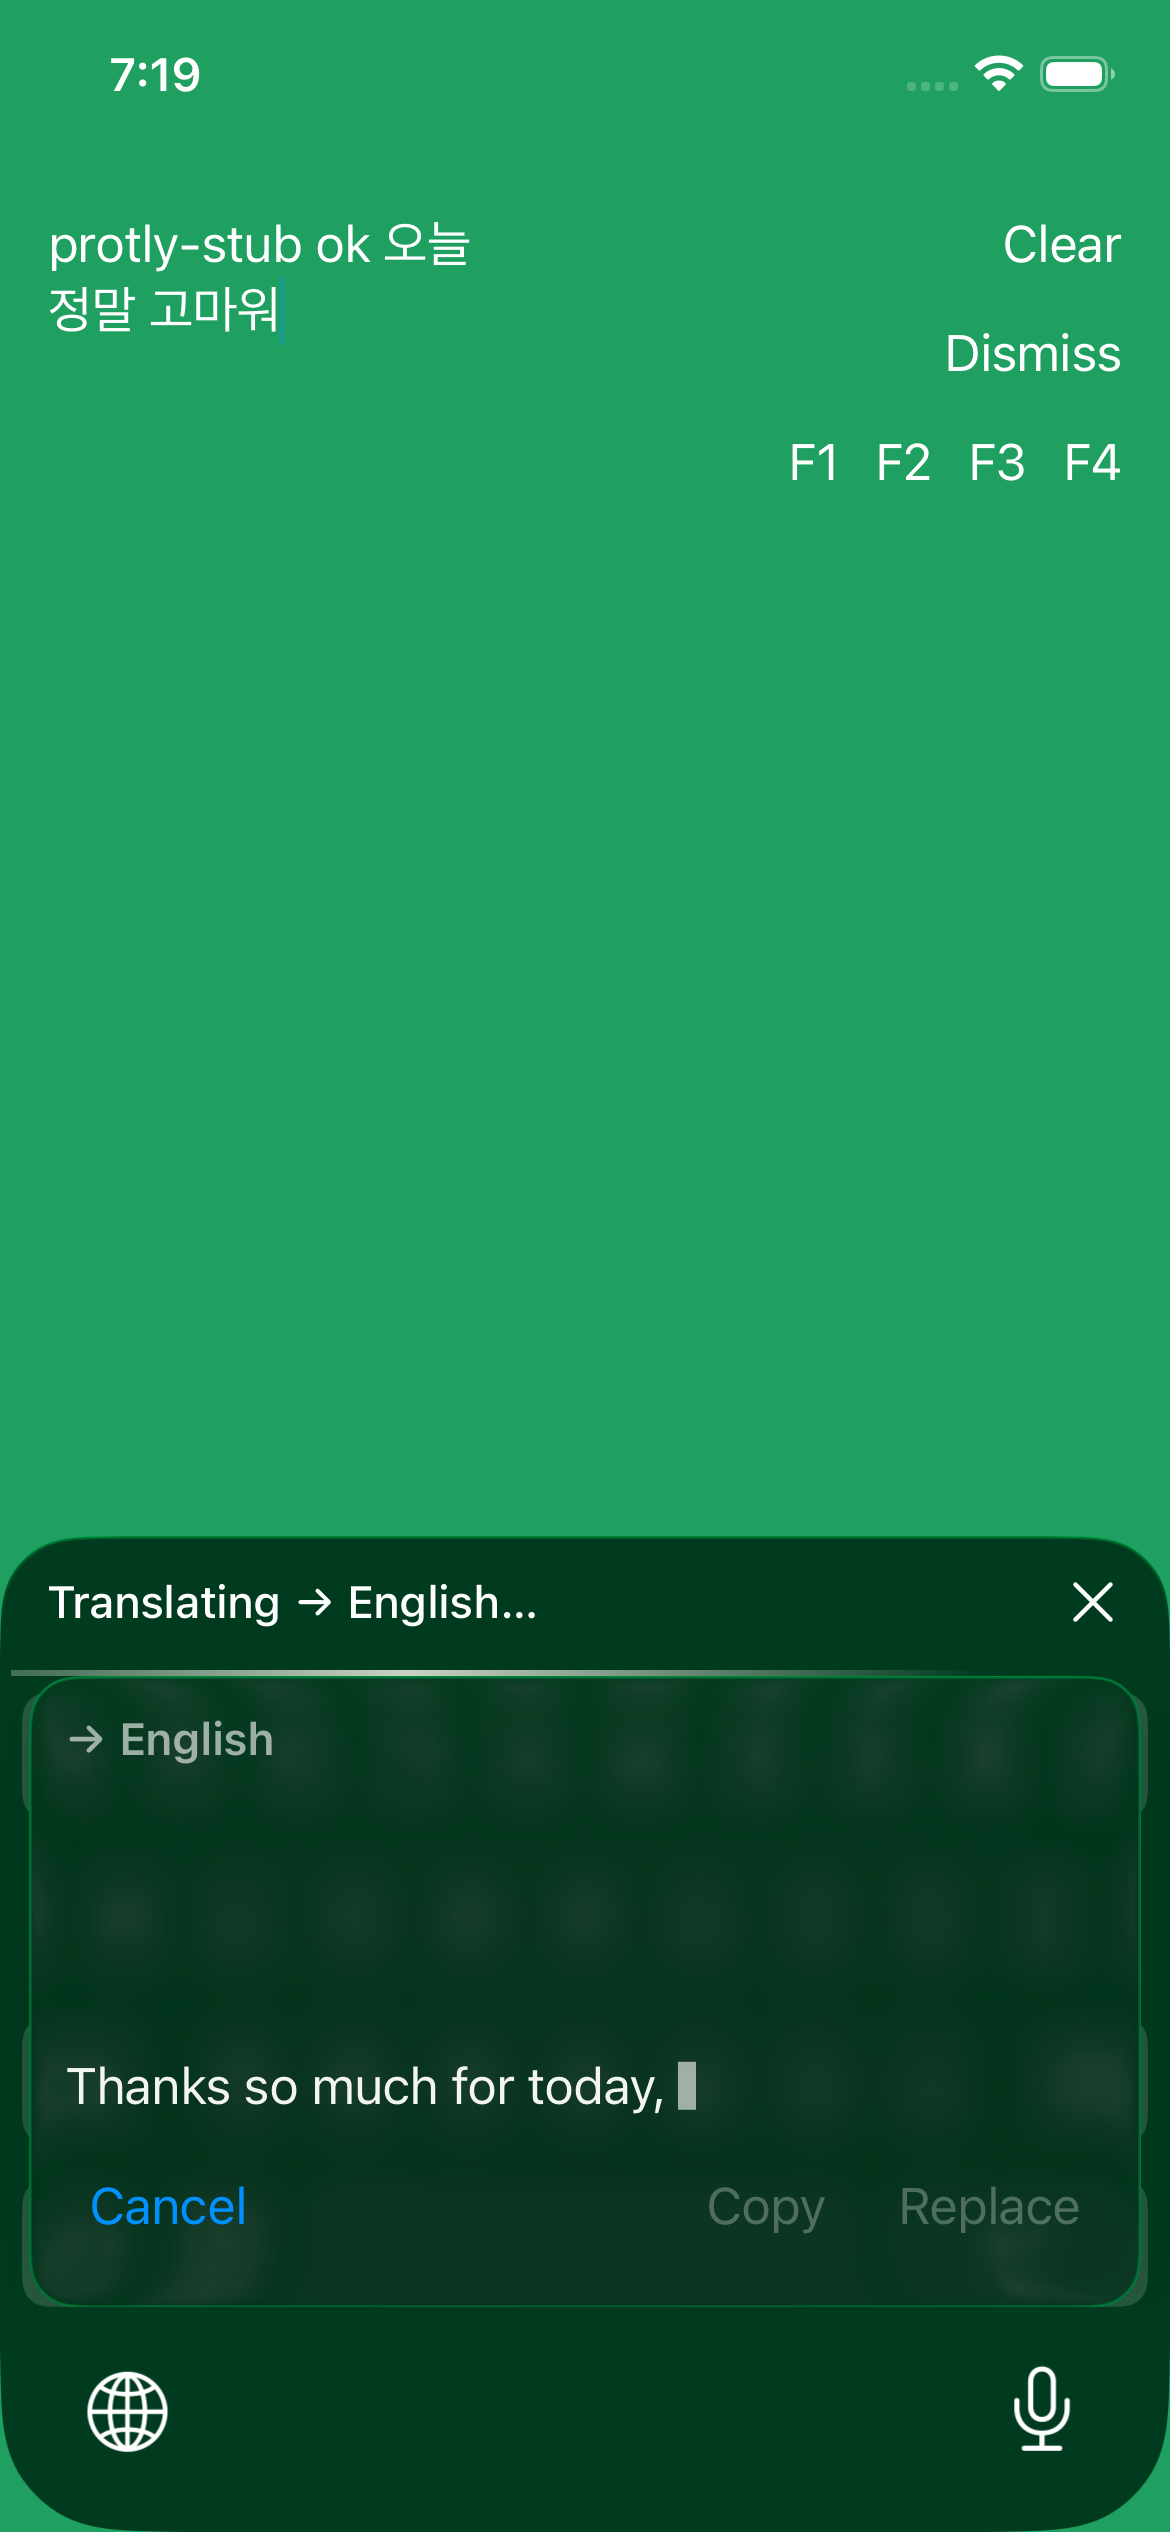 7:19
protly-stub ok 오늘
정말 고마워
Clear
Dismiss
F1 F2 F3 F4
Translating → English...
→ English
Thanks so much for today,
Cancel
Copy
Replace